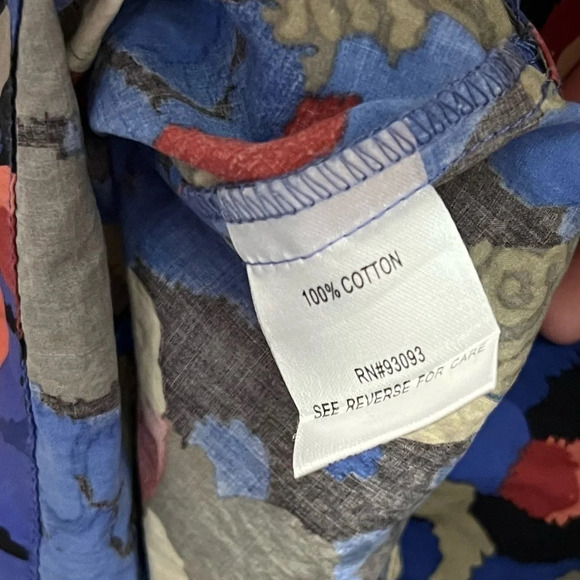 100% COTTON
RN#93093
SEE REVERSE FOR CARE